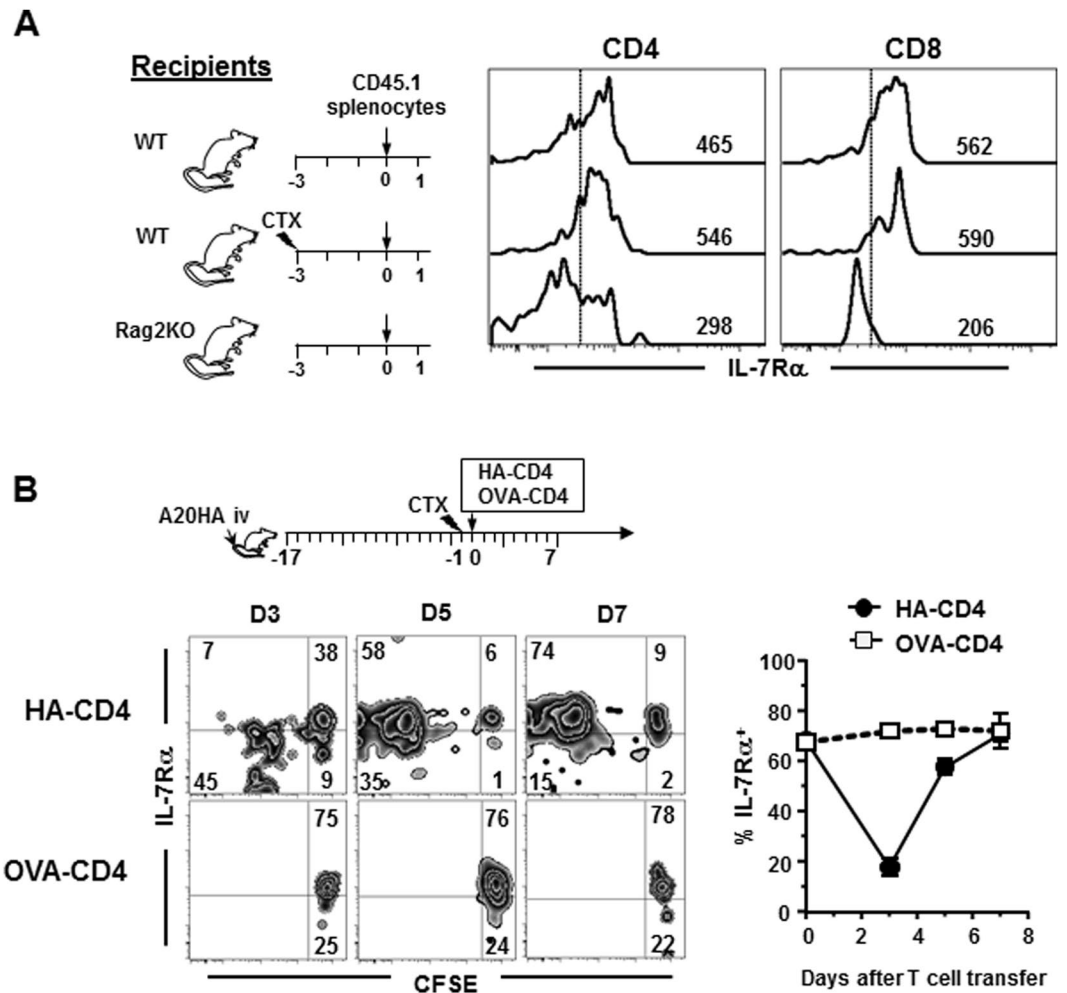 A
Recipients
CD45.1
splenocytes
CD4
CD8
WT
-3 0 1
465
562
WT
CTX
-3 0 1
546
590
Rag2KO
-3 0 1
298
206
IL-7Rα
B
HA-CD4
OVA-CD4
CTX
A20HA iv
-17
-1 0
7
D3
D5
D7
HA-CD4
7
38
45
9
58
6
35
1
74
9
15
2
OVA-CD4
75
25
76
24
78
22
IL-7Rα
CFSE
HA-CD4
OVA-CD4
% IL-7Rα+
100
80
60
40
20
0
0 2 4 6 8
Days after T cell transfer